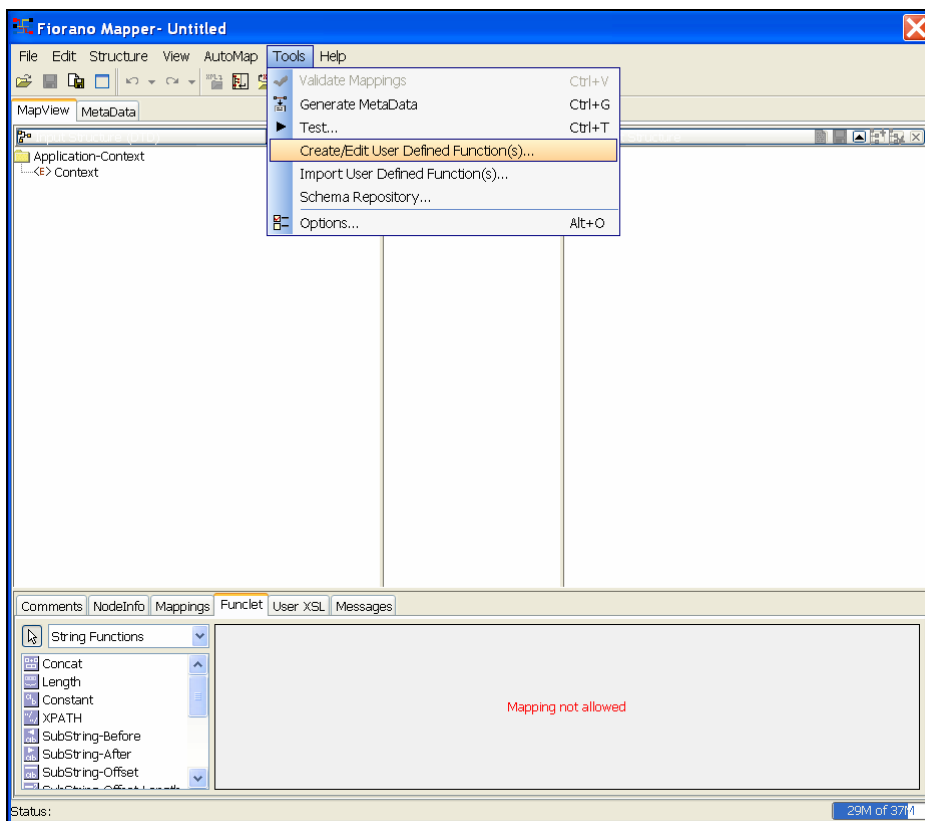 Fiorano Mapper- Untitled
File Edit Structure View AutoMap Tools Help
Validate Mappings Ctrl+V
Generate MetaData Ctrl+G
Test... Ctrl+T
Create/Edit User Defined Function(s)...
Import User Defined Function(s)...
Schema Repository...
Options... Alt+O
MapView MetaData
Application-Context
<E> Context
Comments NodeInfo Mappings Funclet User XSL Messages
String Functions
Concat
Length
Constant
XPATH
SubString-Before
SubString-After
SubString-Offset
Mapping not allowed
Status:
29M of 37M